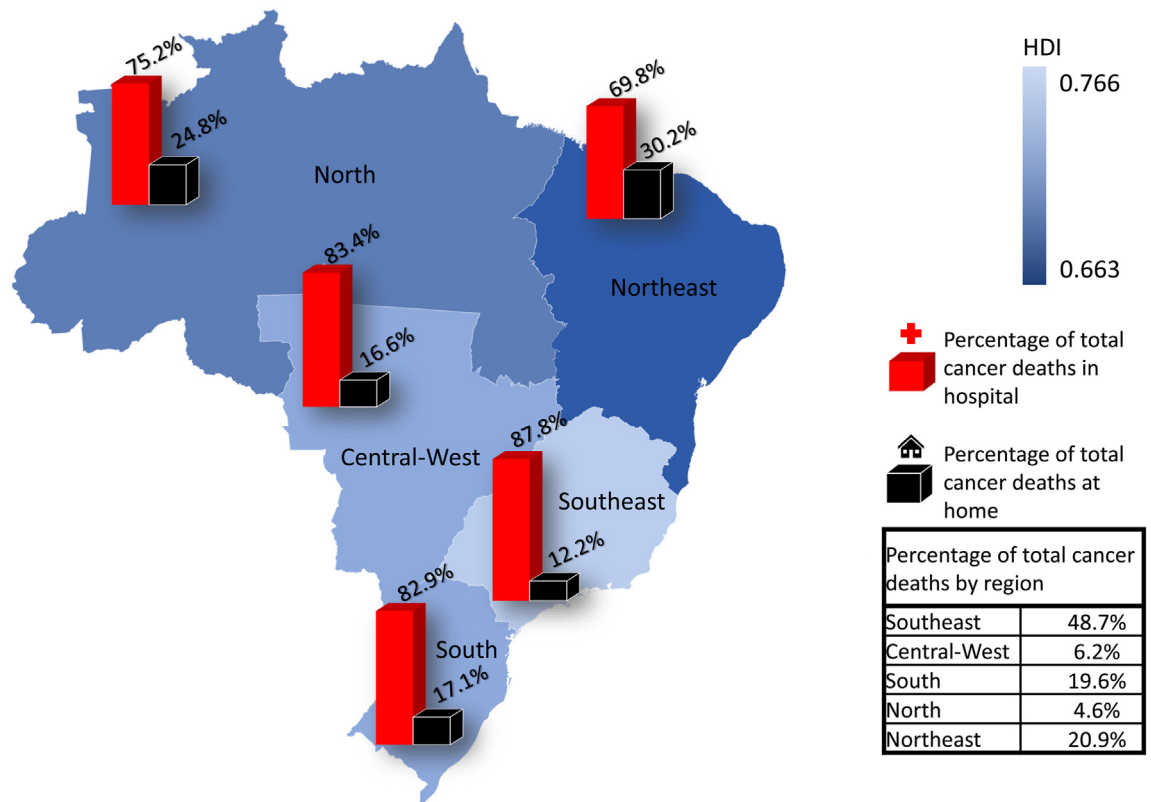 75.2%
24.8%
North
69.8%
30.2%
Northeast
83.4%
16.6%
Central-West
87.8%
Southeast
12.2%
82.9%
South
17.1%
HDI
0.766
0.663
Percentage of total
cancer deaths in
hospital
Percentage of total
cancer deaths at
home
Percentage of total cancer
deaths by region
Southeast 48.7%
Central-West 6.2%
South 19.6%
North 4.6%
Northeast 20.9%